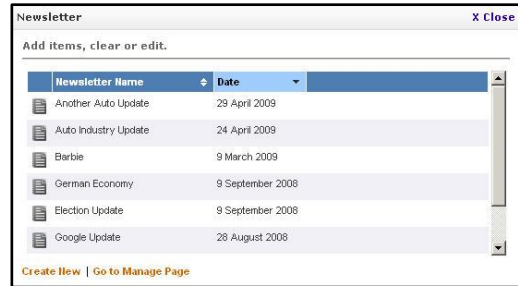 Newsletter X Close
Add items, clear or edit.
Newsletter Name Date
Another Auto Update 29 April 2009
Auto Industry Update 24 April 2009
Barbie 9 March 2009
German Economy 9 September 2008
Election Update 9 September 2008
Google Update 28 August 2008
Create New | Go to Manage Page